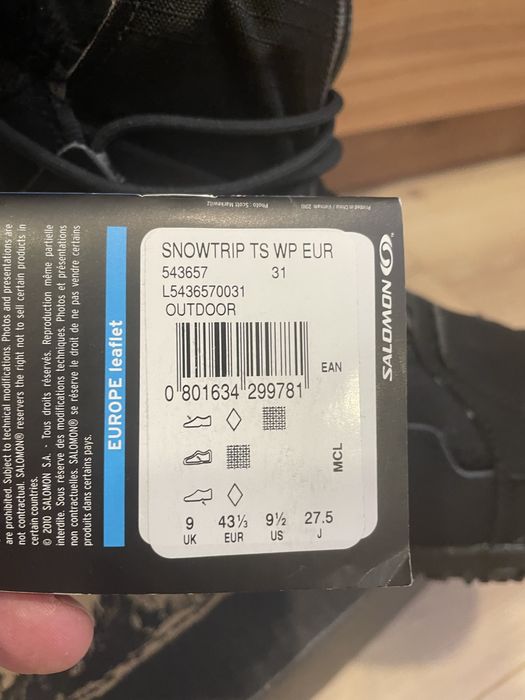 SNOWTRIP TS WP EUR
543657 31
L5436570031
OUTDOOR
EAN
0 801634 299781
MCL
9 43⅓ 9½ 27.5
UK EUR US J
SALOMON
EUROPE leaflet
are prohibited. Subject to technical modifications. Photos and presentations are
not contractual. SALOMON® reserves the right not to sell certain products in
certain countries.
© 2010 SALOMON S.A. - Tous droits réservés. Reproduction même partielle
interdite. Sous réserve des modifications techniques. Photos et présentations
non contractuelles. SALOMON® se réserve le droit de ne pas vendre certains
produits dans certains pays.
Photo : Scott Markewitz